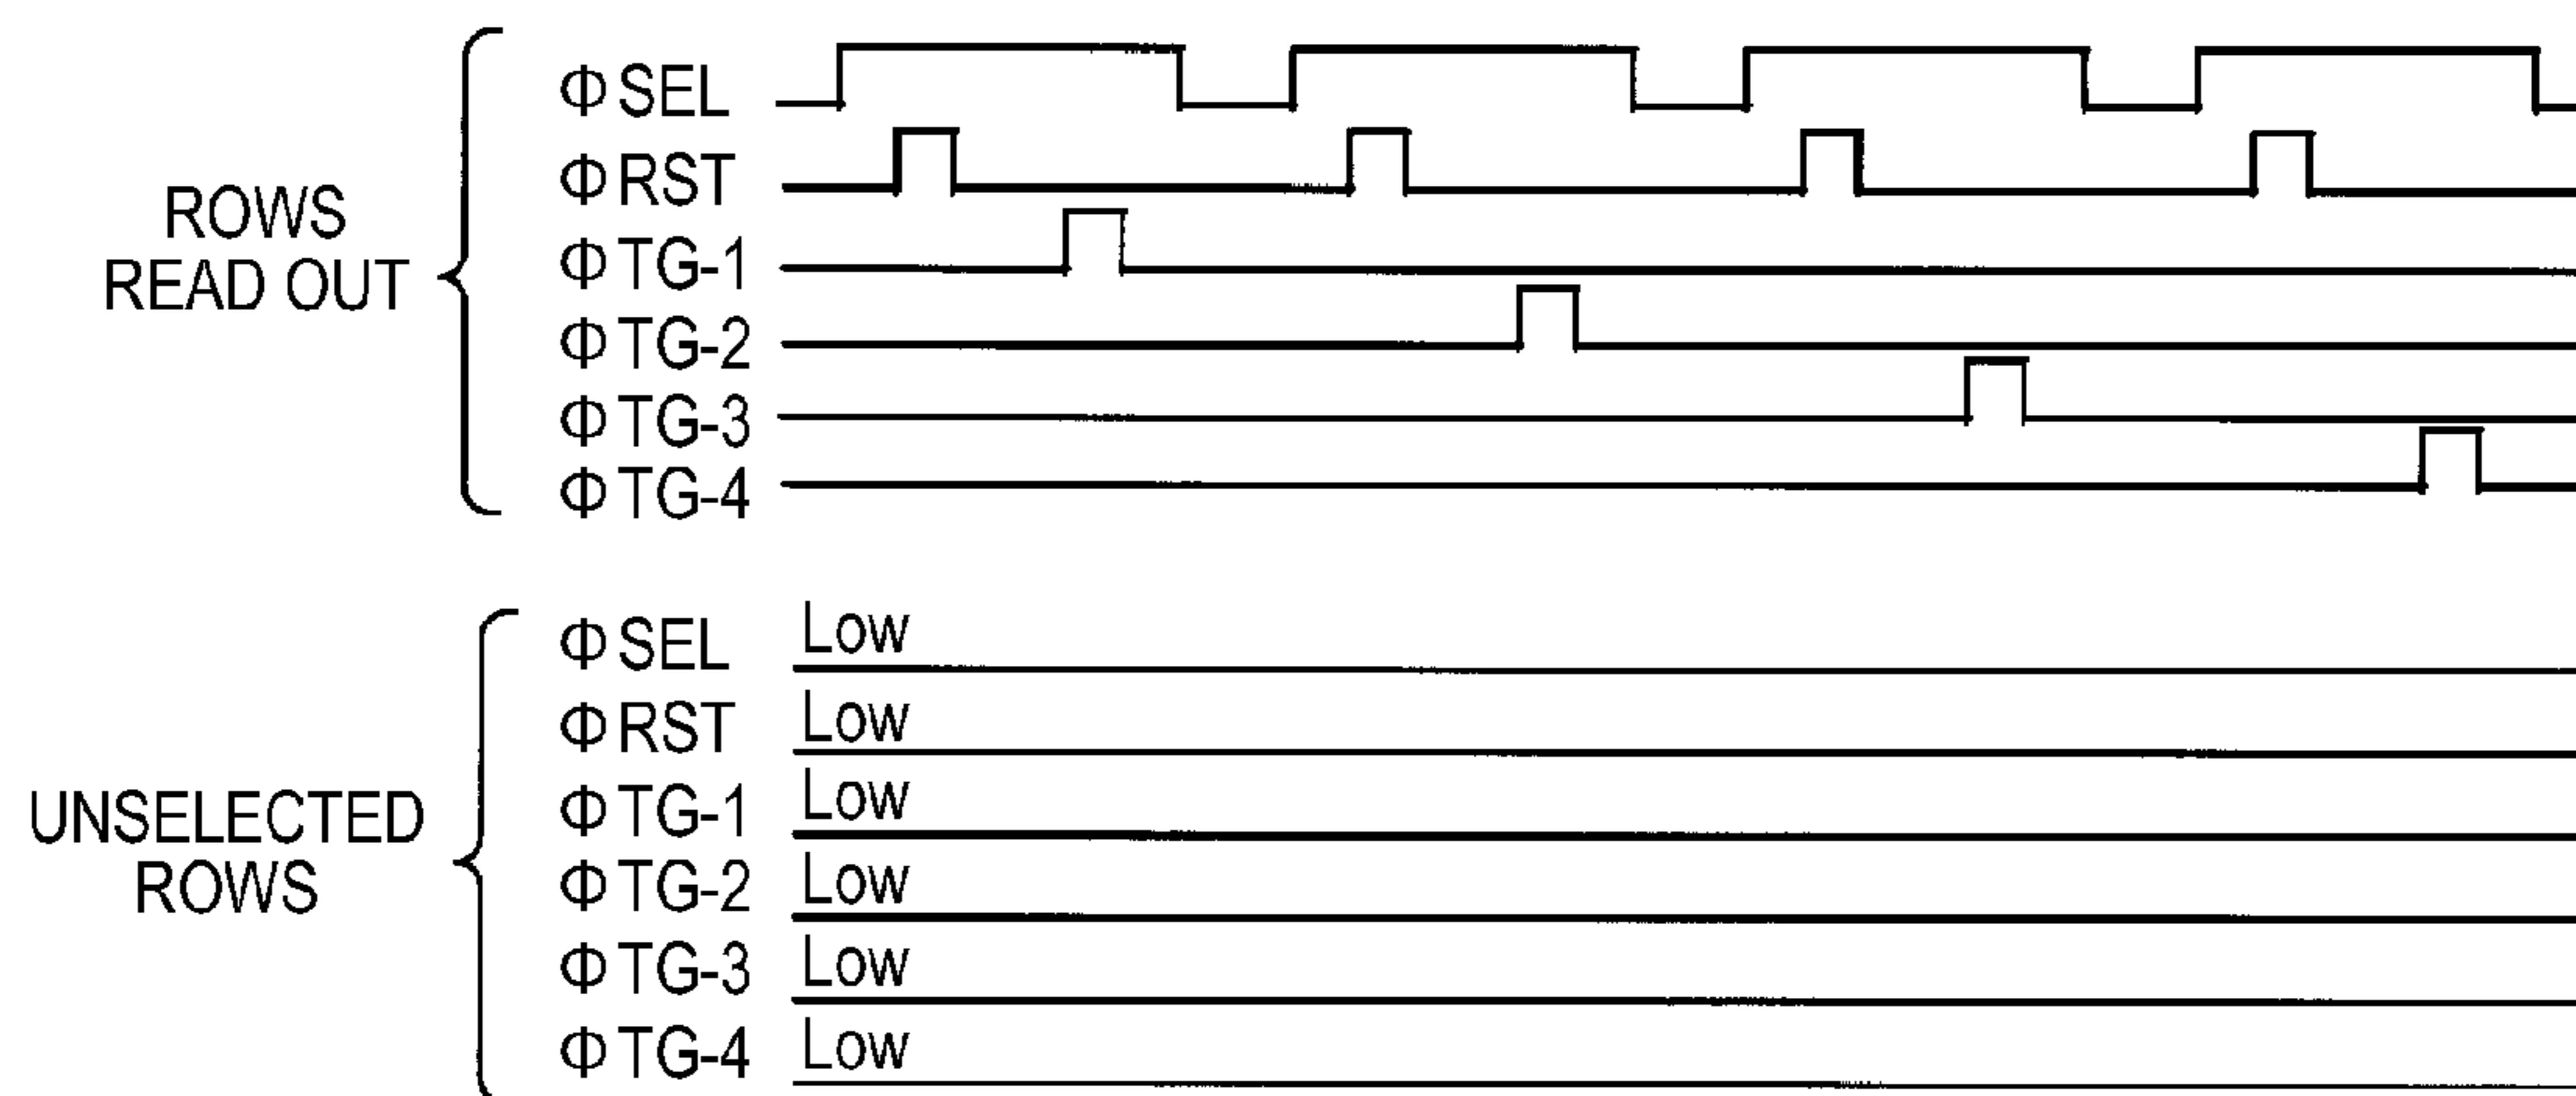 ROWS
READ OUT
ΦSEL
ΦRST
ΦTG-1
ΦTG-2
ΦTG-3
ΦTG-4
UNSELECTED
ROWS
ΦSEL Low
ΦRST Low
ΦTG-1 Low
ΦTG-2 Low
ΦTG-3 Low
ΦTG-4 Low